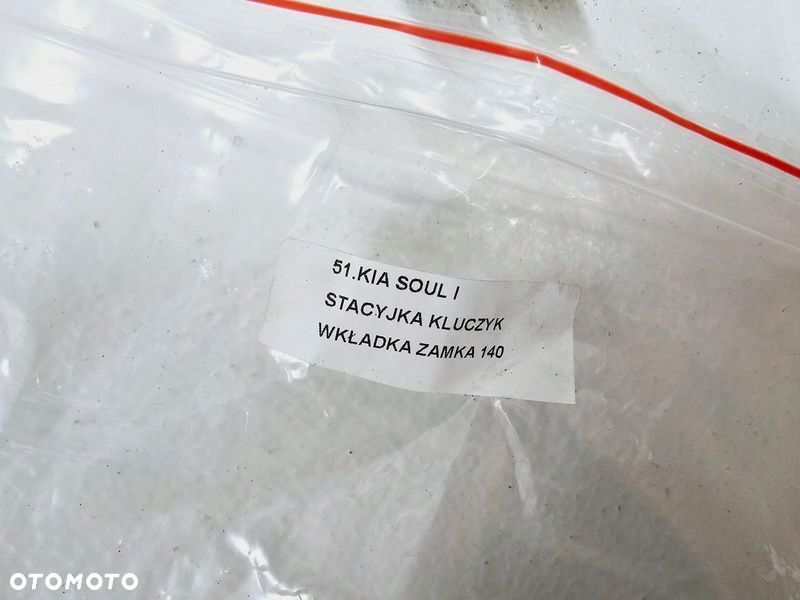 51.KIA SOUL I
STACYJKA KLUCZYK
WKŁADKA ZAMKA 140
OTOMOTO